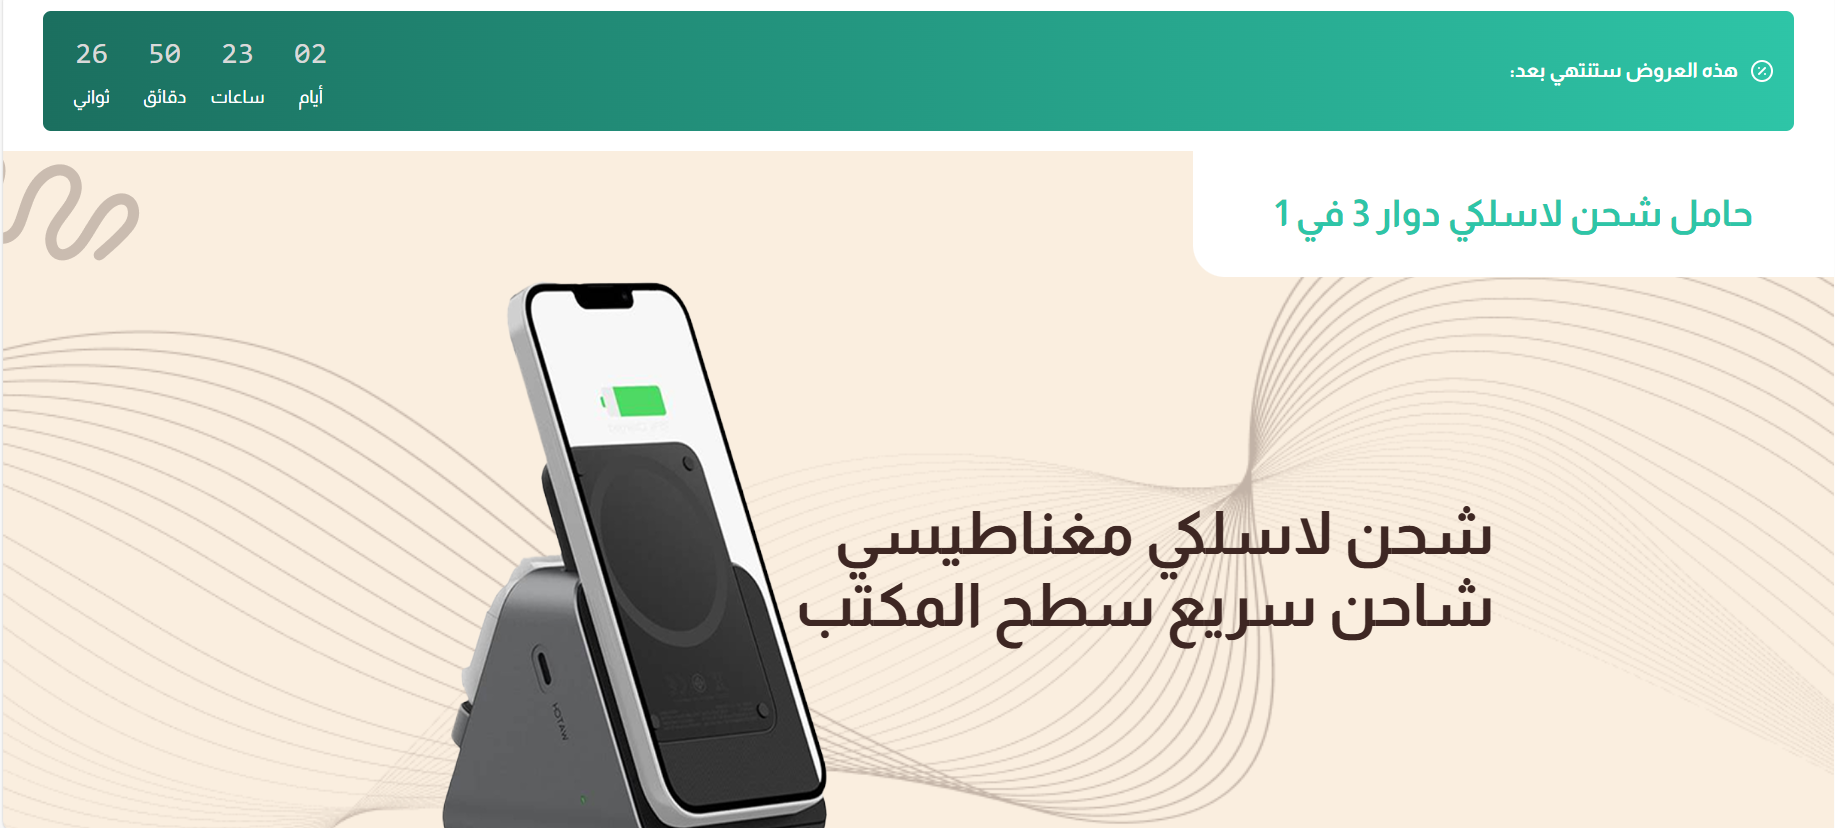 هذه العروض ستنتهي بعد:
02 23 50 26
أيام ساعات دقائق ثواني
حامل شحن لاسلكي دوار 3 في 1
شحن لاسلكي مغناطيسي
شاحن سريع سطح المكتب
WATCH